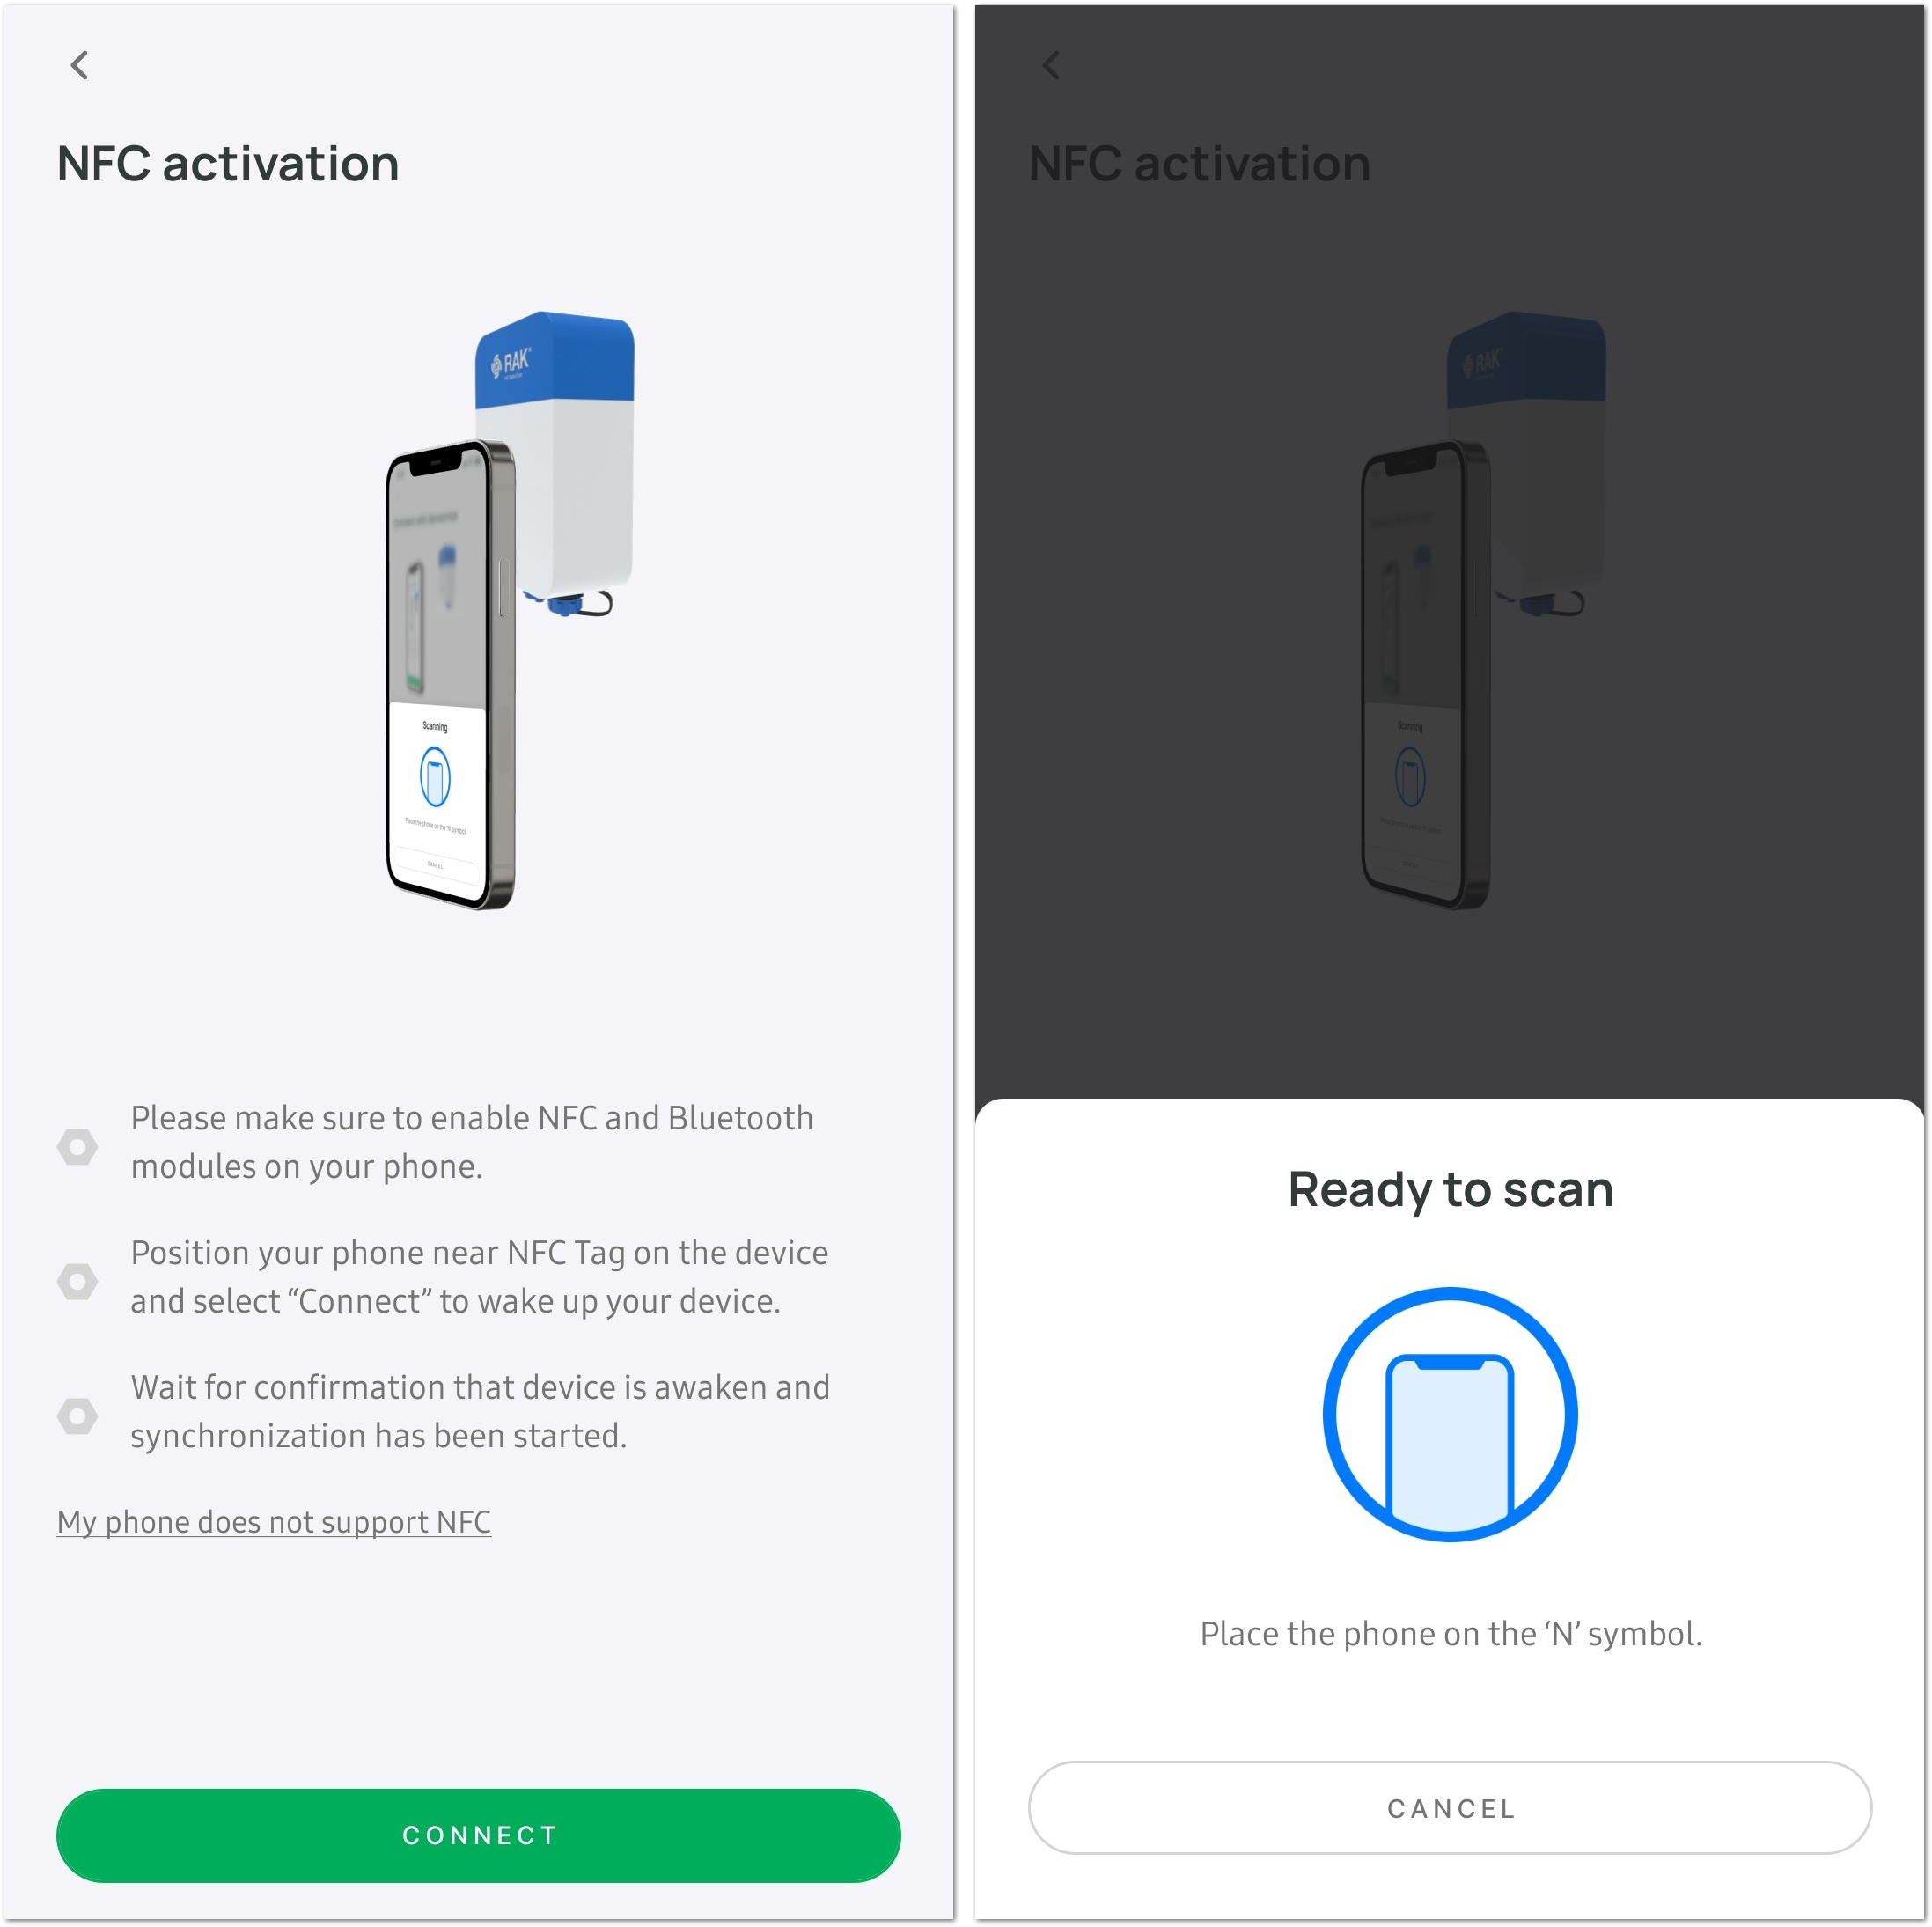 NFC activation
RAK
Scanning
Place the phone on the 'N' symbol.
CANCEL
Please make sure to enable NFC and Bluetooth
modules on your phone.
Position your phone near NFC Tag on the device
and select “Connect” to wake up your device.
Wait for confirmation that device is awaken and
synchronization has been started.
My phone does not support NFC
CONNECT
NFC activation
RAK
Scanning
Ready to scan
Place the phone on the ‘N’ symbol.
CANCEL